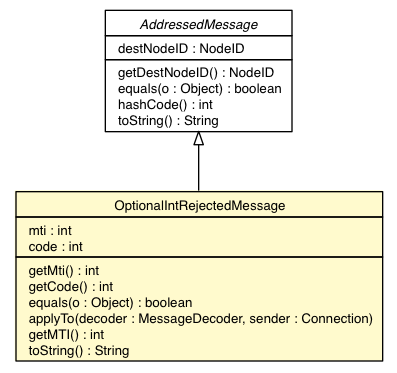 AddressedMessage
destNodeID : NodeID
getDestNodeID() : NodeID
equals(o : Object) : boolean
hashCode() : int
toString() : String
OptionalIntRejectedMessage
mti : int
code : int
getMti() : int
getCode() : int
equals(o : Object) : boolean
applyTo(decoder : MessageDecoder, sender : Connection)
getMTI() : int
toString() : String